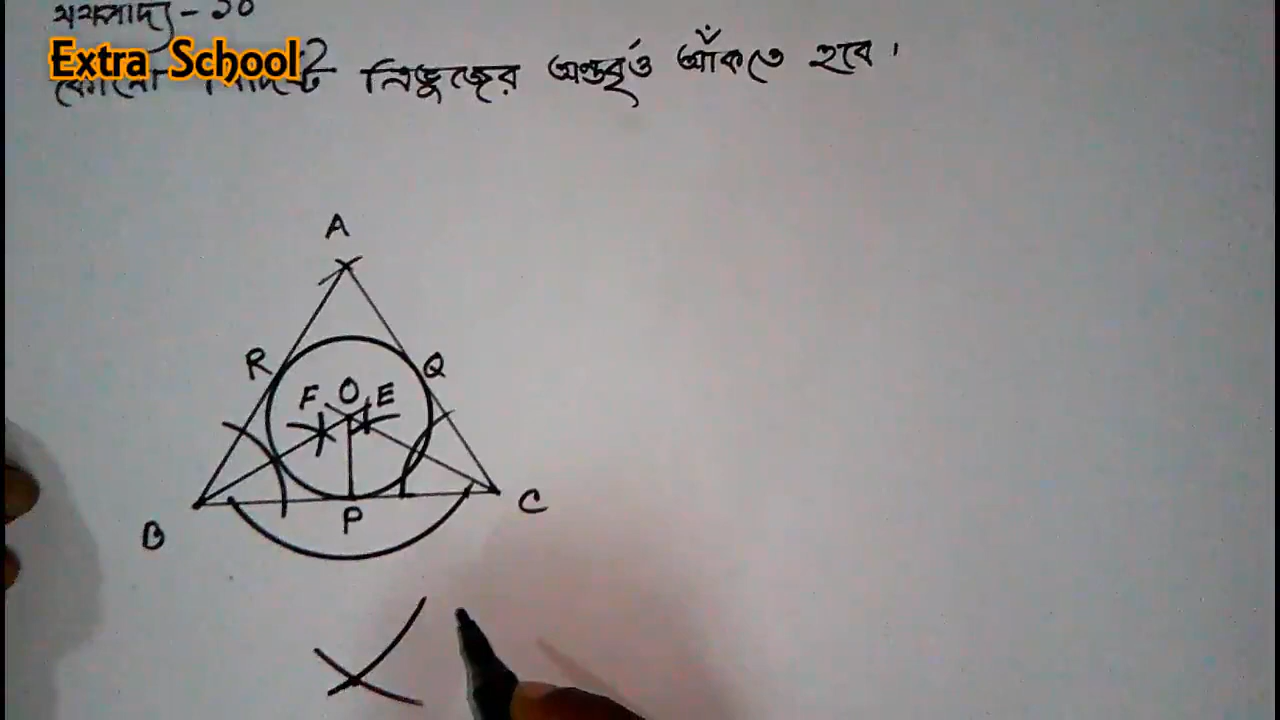 সম্পাদ্য - ১০
Extra School
কোনো নির্দিষ্ট ত্রিভুজের অন্তর্বৃত্ত আঁকতে হবে।
A
R
Q
F O E
B
P
C